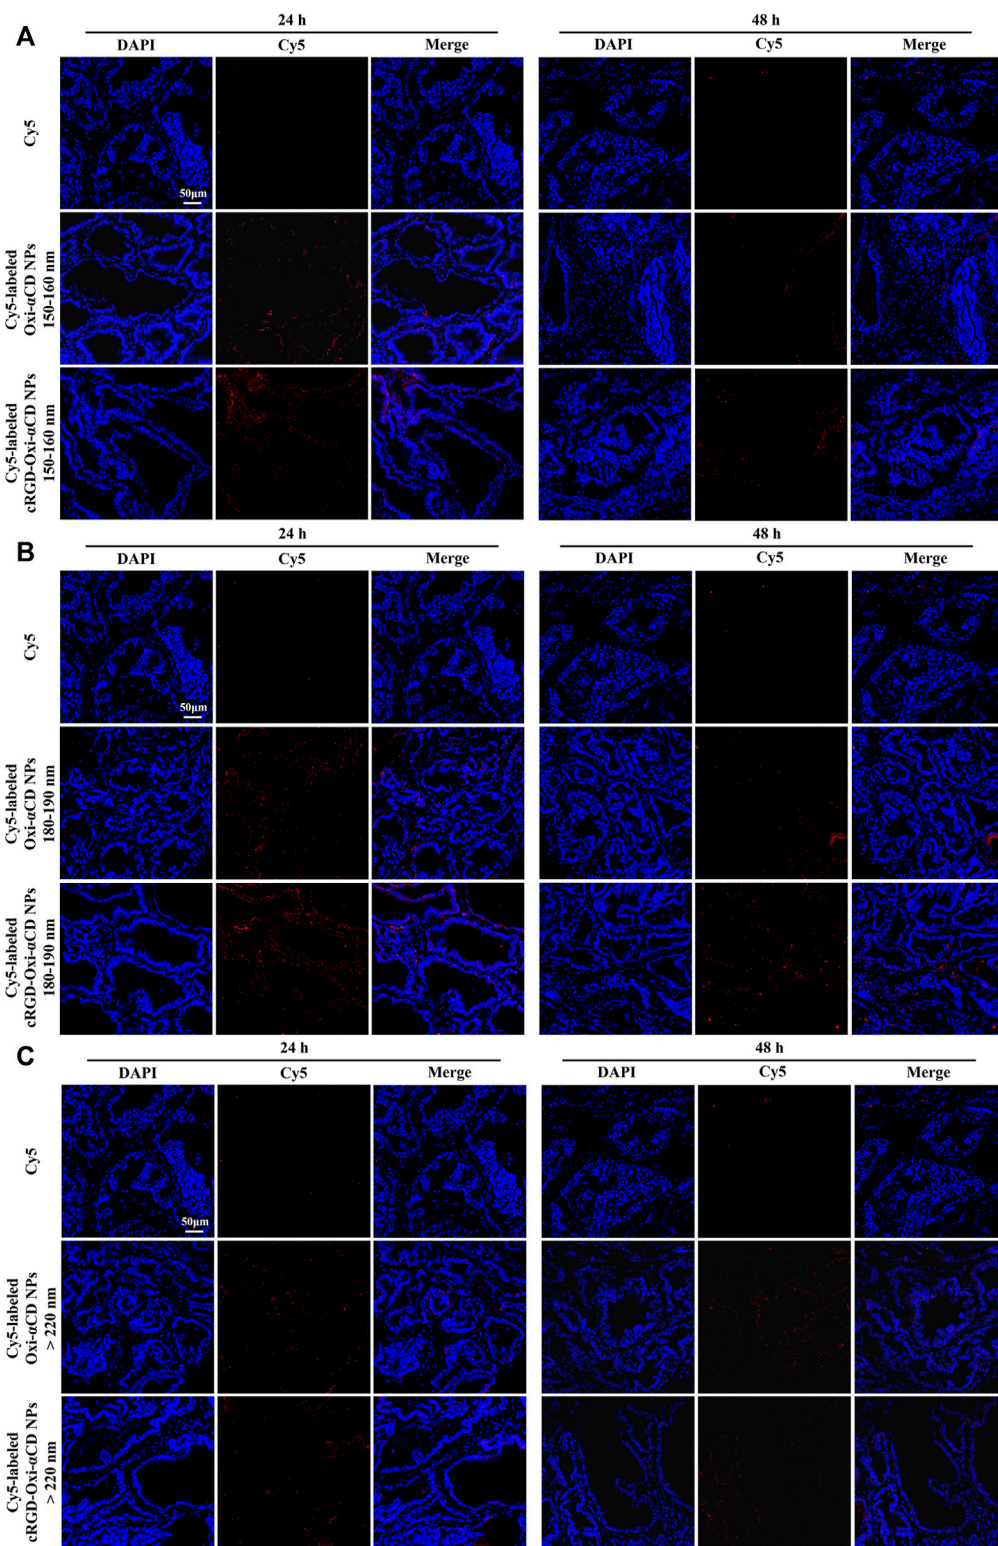 A
24 h
48 h
DAPI
Cy5
Merge
DAPI
Cy5
Merge
Cy5
50μm
Cy5-labeled
Oxi-αCD NPs
150-160 nm
Cy5-labeled
cRGD-Oxi-αCD NPs
150-160 nm
B
24 h
48 h
DAPI
Cy5
Merge
DAPI
Cy5
Merge
Cy5
50μm
Cy5-labeled
Oxi-αCD NPs
180-190 nm
Cy5-labeled
cRGD-Oxi-αCD NPs
180-190 nm
C
24 h
48 h
DAPI
Cy5
Merge
DAPI
Cy5
Merge
Cy5
50μm
Cy5-labeled
Oxi-αCD NPs
> 220 nm
Cy5-labeled
cRGD-Oxi-αCD NPs
> 220 nm